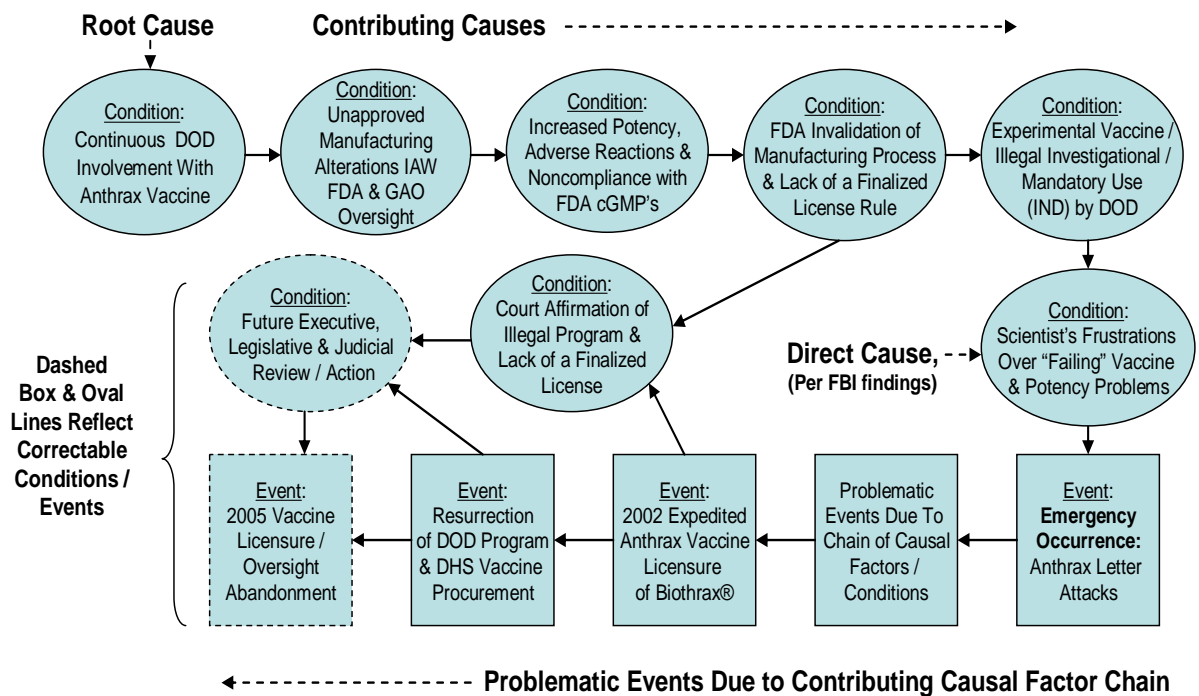 Root Cause
Contributing Causes
Condition:
Continuous DOD
Involvement With
Anthrax Vaccine
Condition:
Unapproved
Manufacturing
Alterations IAW
FDA & GAO
Oversight
Condition:
Increased Potency,
Adverse Reactions &
Noncompliance with
FDA cGMP's
Condition:
FDA Invalidation of
Manufacturing Process
& Lack of a Finalized
License Rule
Condition:
Experimental Vaccine /
Illegal Investigational /
Mandatory Use
(IND) by DOD
Dashed
Box & Oval
Lines Reflect
Correctable
Conditions /
Events
Condition:
Future Executive,
Legislative & Judicial
Review / Action
Condition:
Court Affirmation of
Illegal Program &
Lack of a Finalized
License
Direct Cause,
(Per FBI findings)
Condition:
Scientist's Frustrations
Over "Failing" Vaccine
& Potency Problems
Event:
2005 Vaccine
Licensure /
Oversight
Abandonment
Event:
Resurrection
of DOD Program
& DHS Vaccine
Procurement
Event:
2002 Expedited
Anthrax Vaccine
Licensure
of Biothrax®
Problematic
Events Due To
Chain of Causal
Factors /
Conditions
Event:
Emergency
Occurrence:
Anthrax Letter
Attacks
Problematic Events Due to Contributing Causal Factor Chain